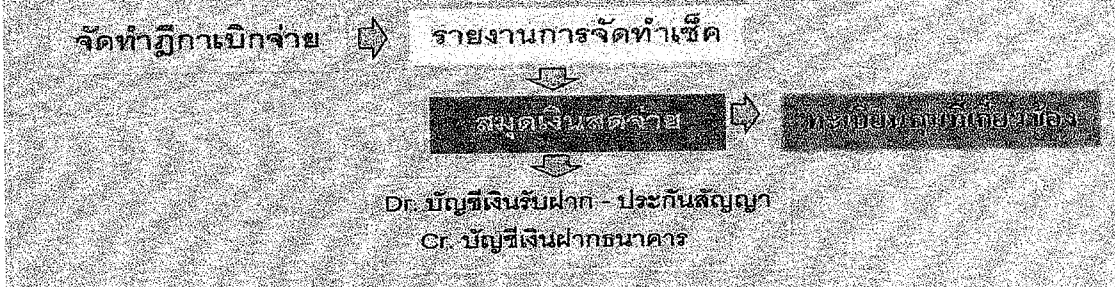 จัดทำฎีกาเบิกจ่าย
รายงานการจัดทำเช็ค
สมุดเงินสดจ่าย
ทะเบียนคุมที่เกี่ยวข้อง
Dr. บัญชีเงินรับฝาก - ประกันสัญญา
Cr. บัญชีเงินฝากธนาคาร